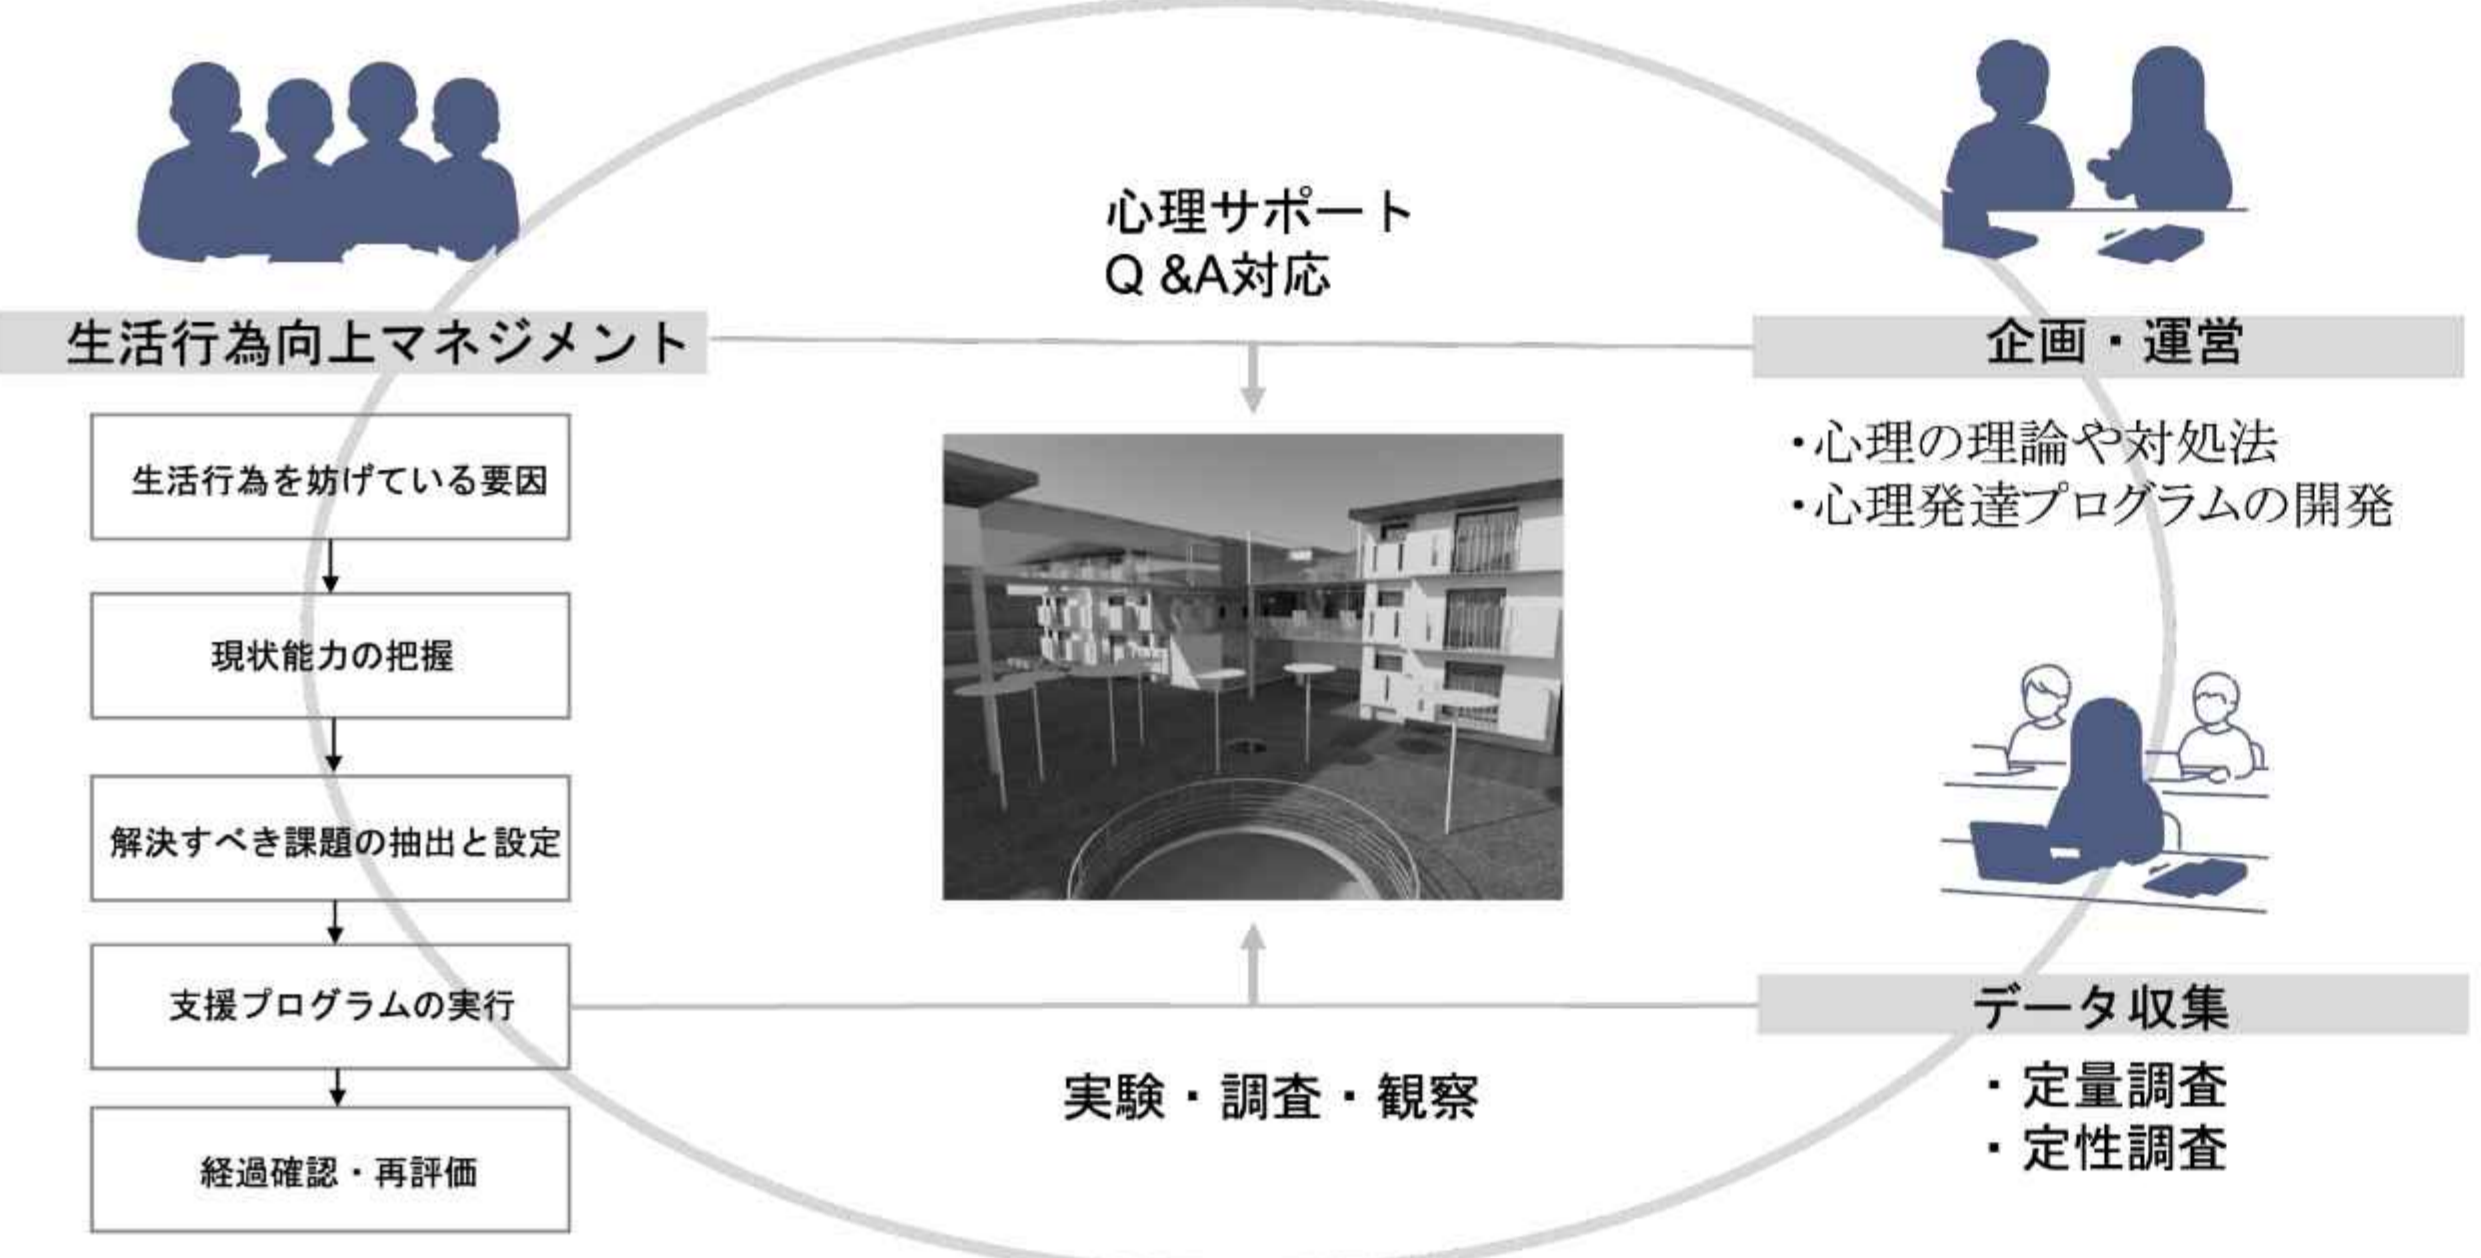 心理サポート
Q &A対応
生活行為向上マネジメント
生活行為を妨げている要因
現状能力の把握
解決すべき課題の抽出と設定
支援プログラムの実行
経過確認・再評価
企画・運営
・心理の理論や対処法
・心理発達プログラムの開発
データ収集
・定量調査
・定性調査
実験・調査・観察